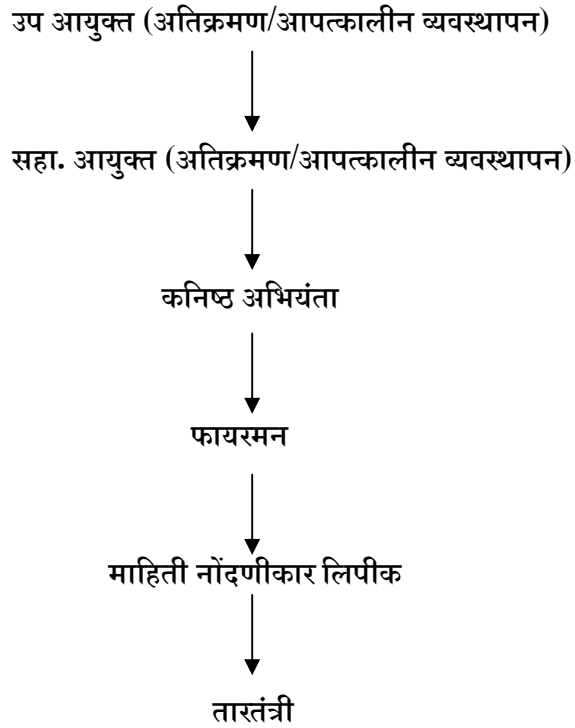 उप आयुक्त (अतिक्रमण/आपत्कालीन व्यवस्थापन)
सहा. आयुक्त (अतिक्रमण/आपत्कालीन व्यवस्थापन)
कनिष्ठ अभियंता
फायरमन
माहिती नोंदणीकार लिपीक
तारतंत्री